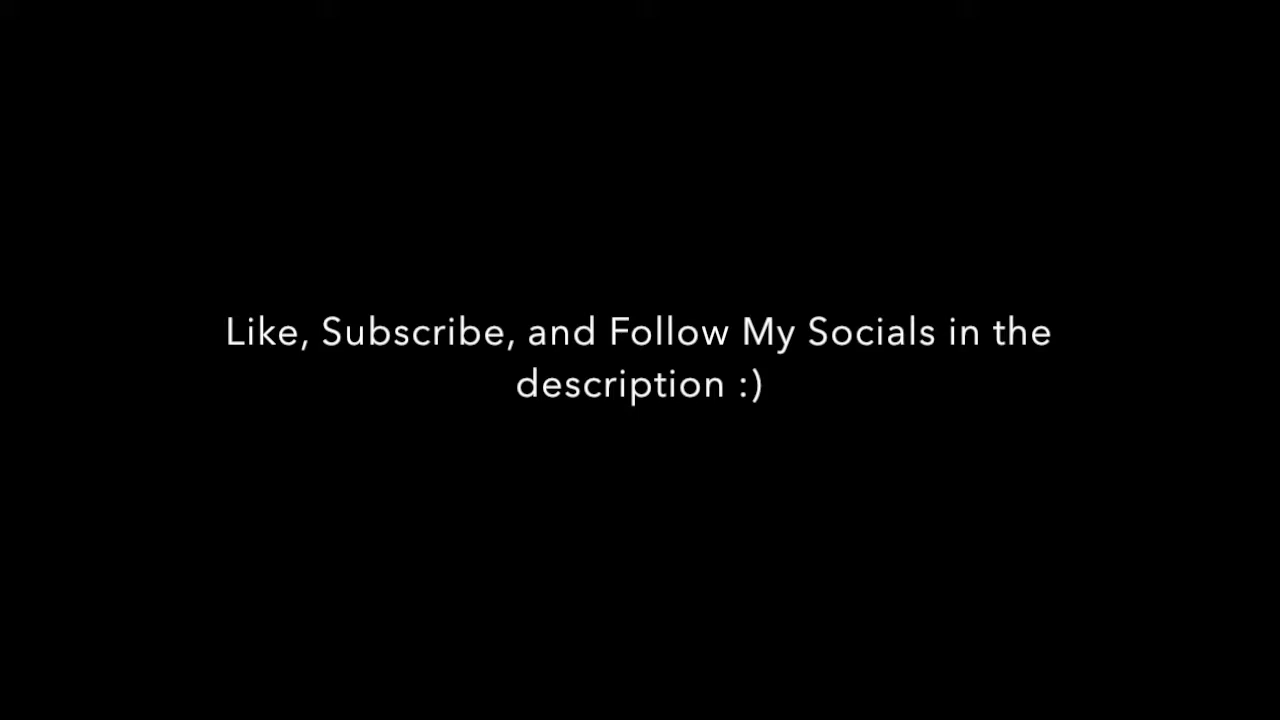 Like, Subscribe, and Follow My Socials in the
description :)